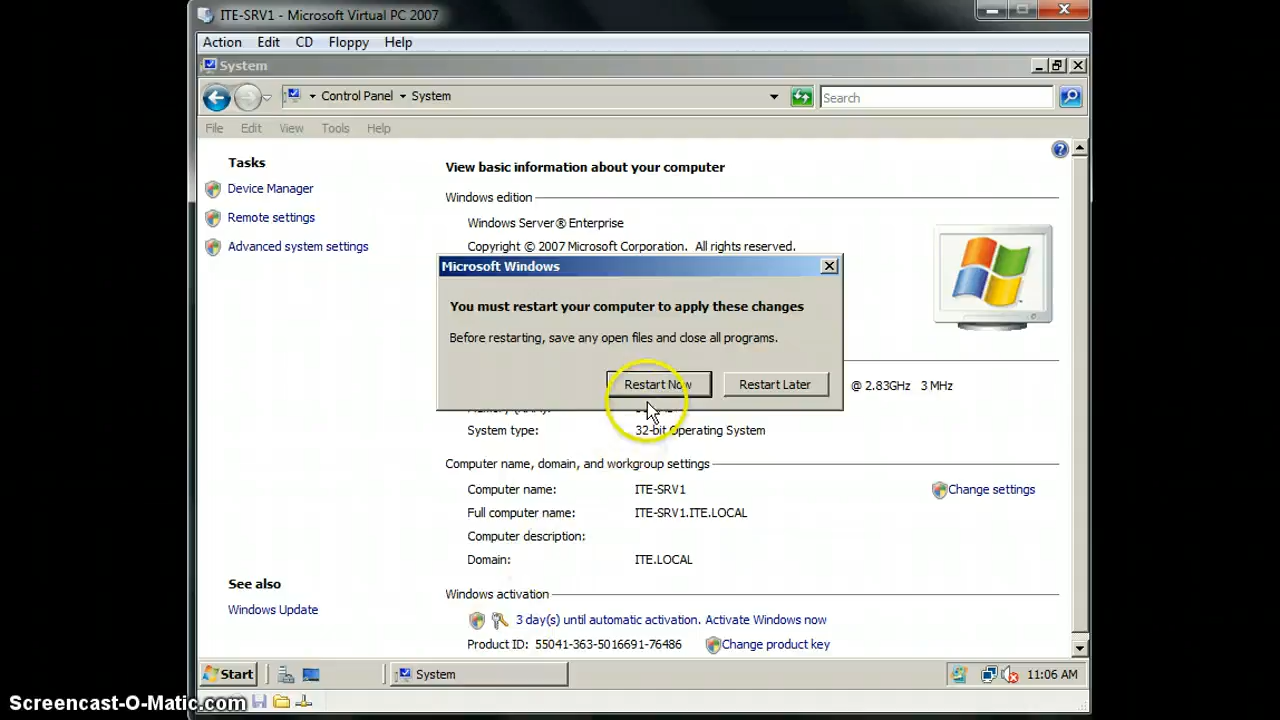 ITE-SRV1 - Microsoft Virtual PC 2007
Action Edit CD Floppy Help
System
Control Panel System
Search
File Edit View Tools Help
Tasks
Device Manager
Remote settings
Advanced system settings
View basic information about your computer
Windows edition
Windows Server® Enterprise
Copyright © 2007 Microsoft Corporation. All rights reserved.
Microsoft Windows
You must restart your computer to apply these changes
Before restarting, save any open files and close all programs.
Restart Now Restart Later
@ 2.83GHz 3 MHz
System type: 32-bit Operating System
Computer name, domain, and workgroup settings
Computer name: ITE-SRV1
Change settings
Full computer name: ITE-SRV1.ITE.LOCAL
Computer description:
Domain: ITE.LOCAL
See also
Windows Update
Windows activation
3 day(s) until automatic activation. Activate Windows now
Product ID: 55041-363-5016691-76486 Change product key
Start System 11:06 AM
Screencast-O-Matic.com